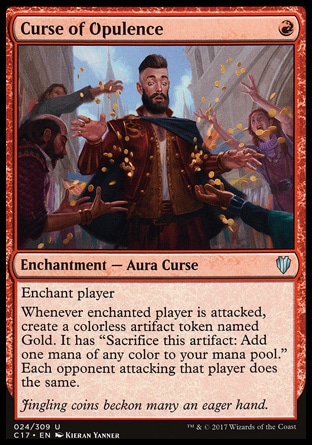 Curse of Opulence
Enchantment — Aura Curse
Enchant player
Whenever enchanted player is attacked,
create a colorless artifact token named
Gold. It has “Sacrifice this artifact: Add
one mana of any color to your mana pool.”
Each opponent attacking that player does
the same.
Jingling coins beckon many an eager hand.
024/309 U
C17 • EN Kieran Yanner
™ & © 2017 Wizards of the Coast